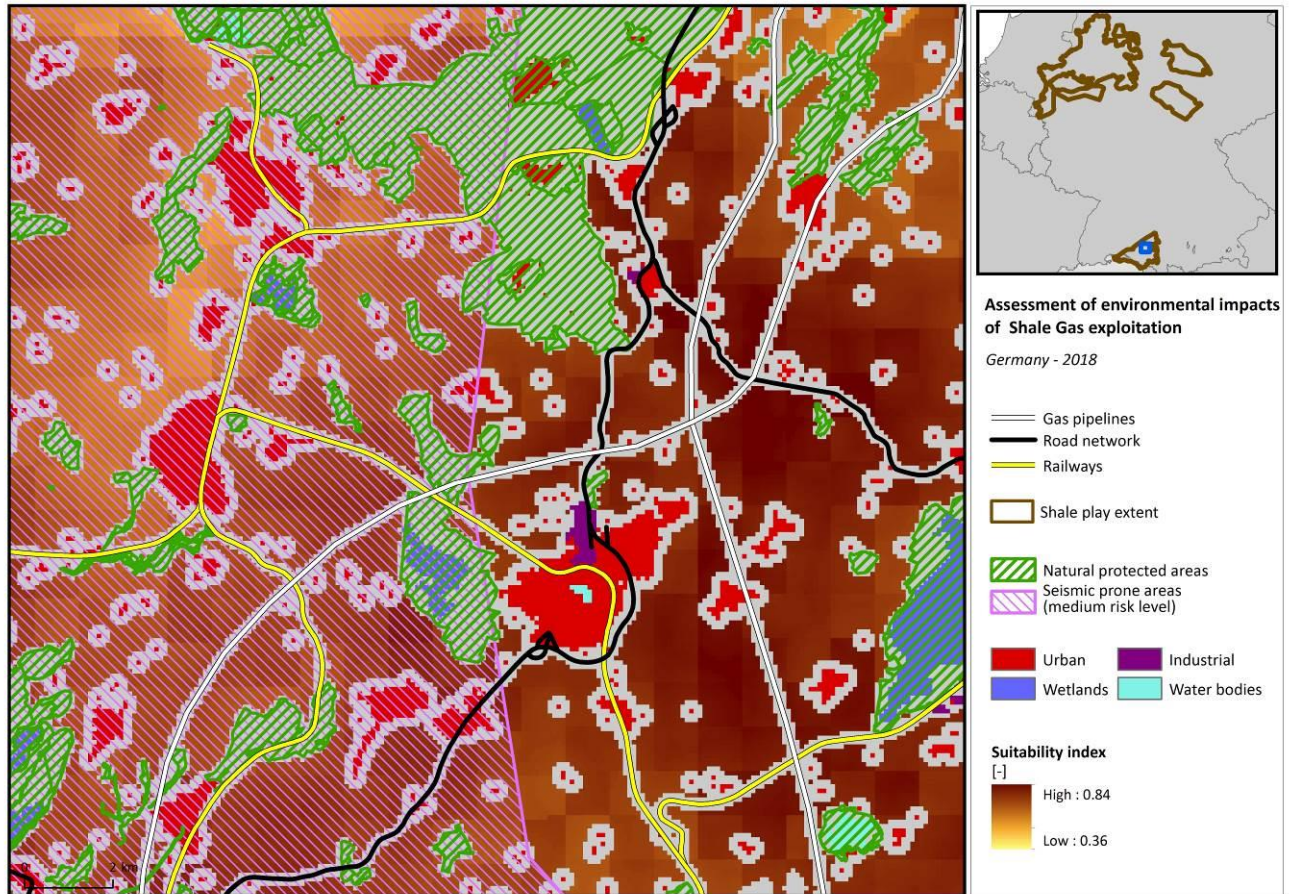 Assessment of environmental impacts
of Shale Gas exploitation
Germany - 2018
Gas pipelines
Road network
Railways
Shale play extent
Natural protected areas
Seismic prone areas
(medium risk level)
Urban
Industrial
Wetlands
Water bodies
Suitability index
[-]
High : 0.84
Low : 0.36
0 2 km